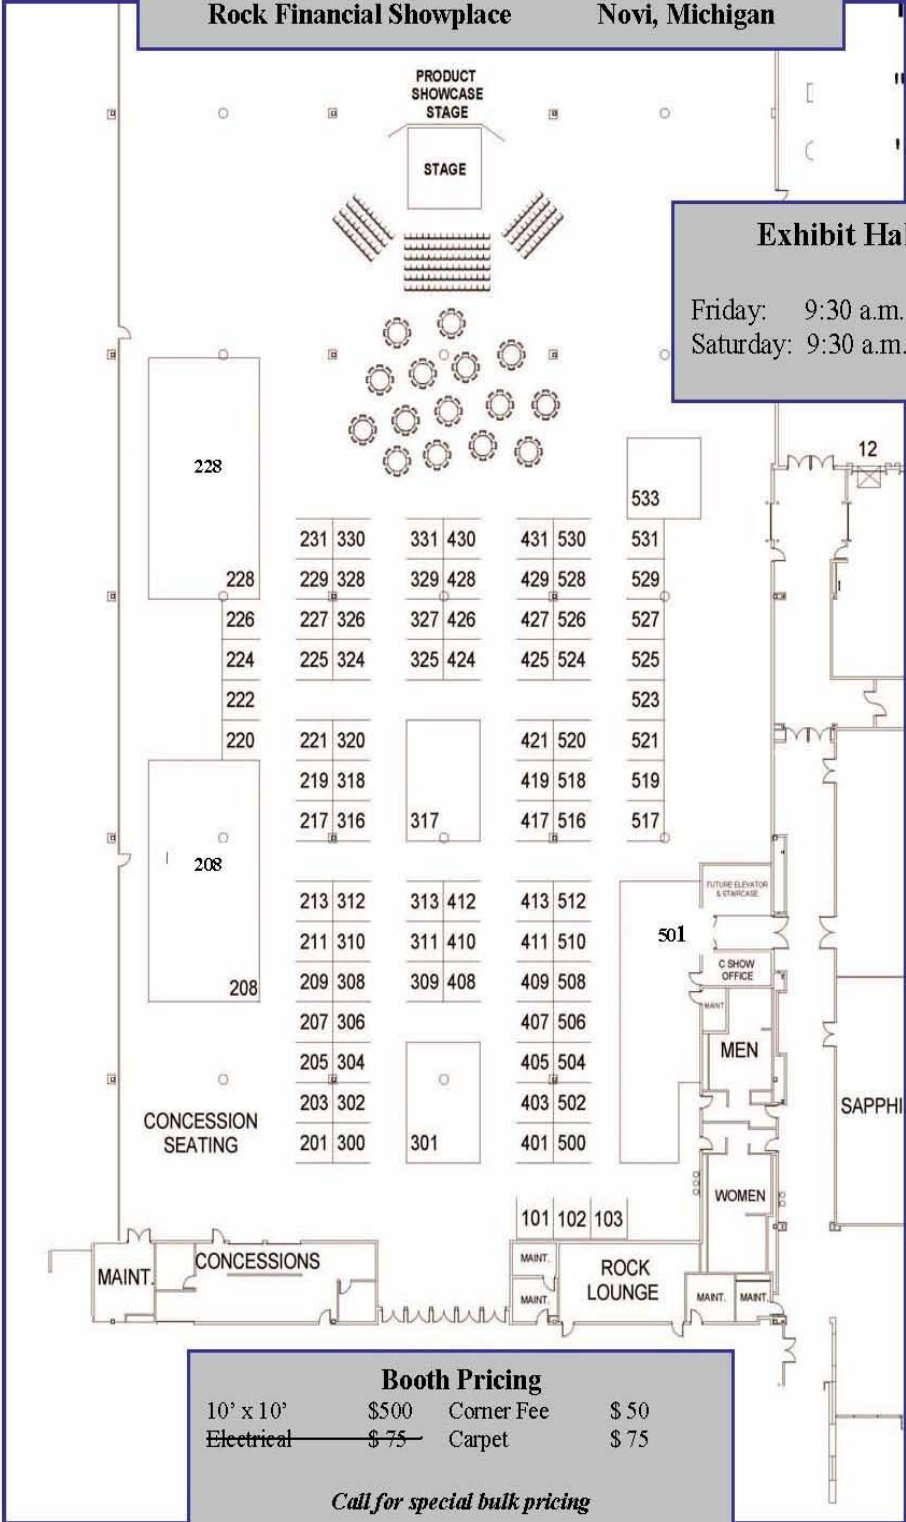 Rock Financial Showplace Novi, Michigan
PRODUCT
SHOWCASE
STAGE
STAGE
Exhibit Hal
Friday: 9:30 a.m.
Saturday: 9:30 a.m.
12
228
533
231 330 331 430 431 530 531
228 229 328 329 428 429 528 529
226 227 326 327 426 427 526 527
224 225 324 325 424 425 524 525
222 523
220 221 320 421 520 521
219 318 419 518 519
217 316 317 417 516 517
208
FUTURE ELEVATOR
& STAIRCASE
213 312 313 412 413 512
501
211 310 311 410 411 510
C SHOW
OFFICE
208 209 308 309 408 409 508
MAINT
207 306 407 506
MEN
205 304 405 504
203 302 403 502
SAPPHI
CONCESSION
SEATING
201 300 301 401 500
WOMEN
101 102 103
CONCESSIONS
MAINT.
MAINT.
ROCK
LOUNGE
MAINT.
MAINT.
MAINT.
Booth Pricing
10' x 10' $500 Corner Fee $ 50
Electrical $ 75 Carpet $ 75
Call for special bulk pricing